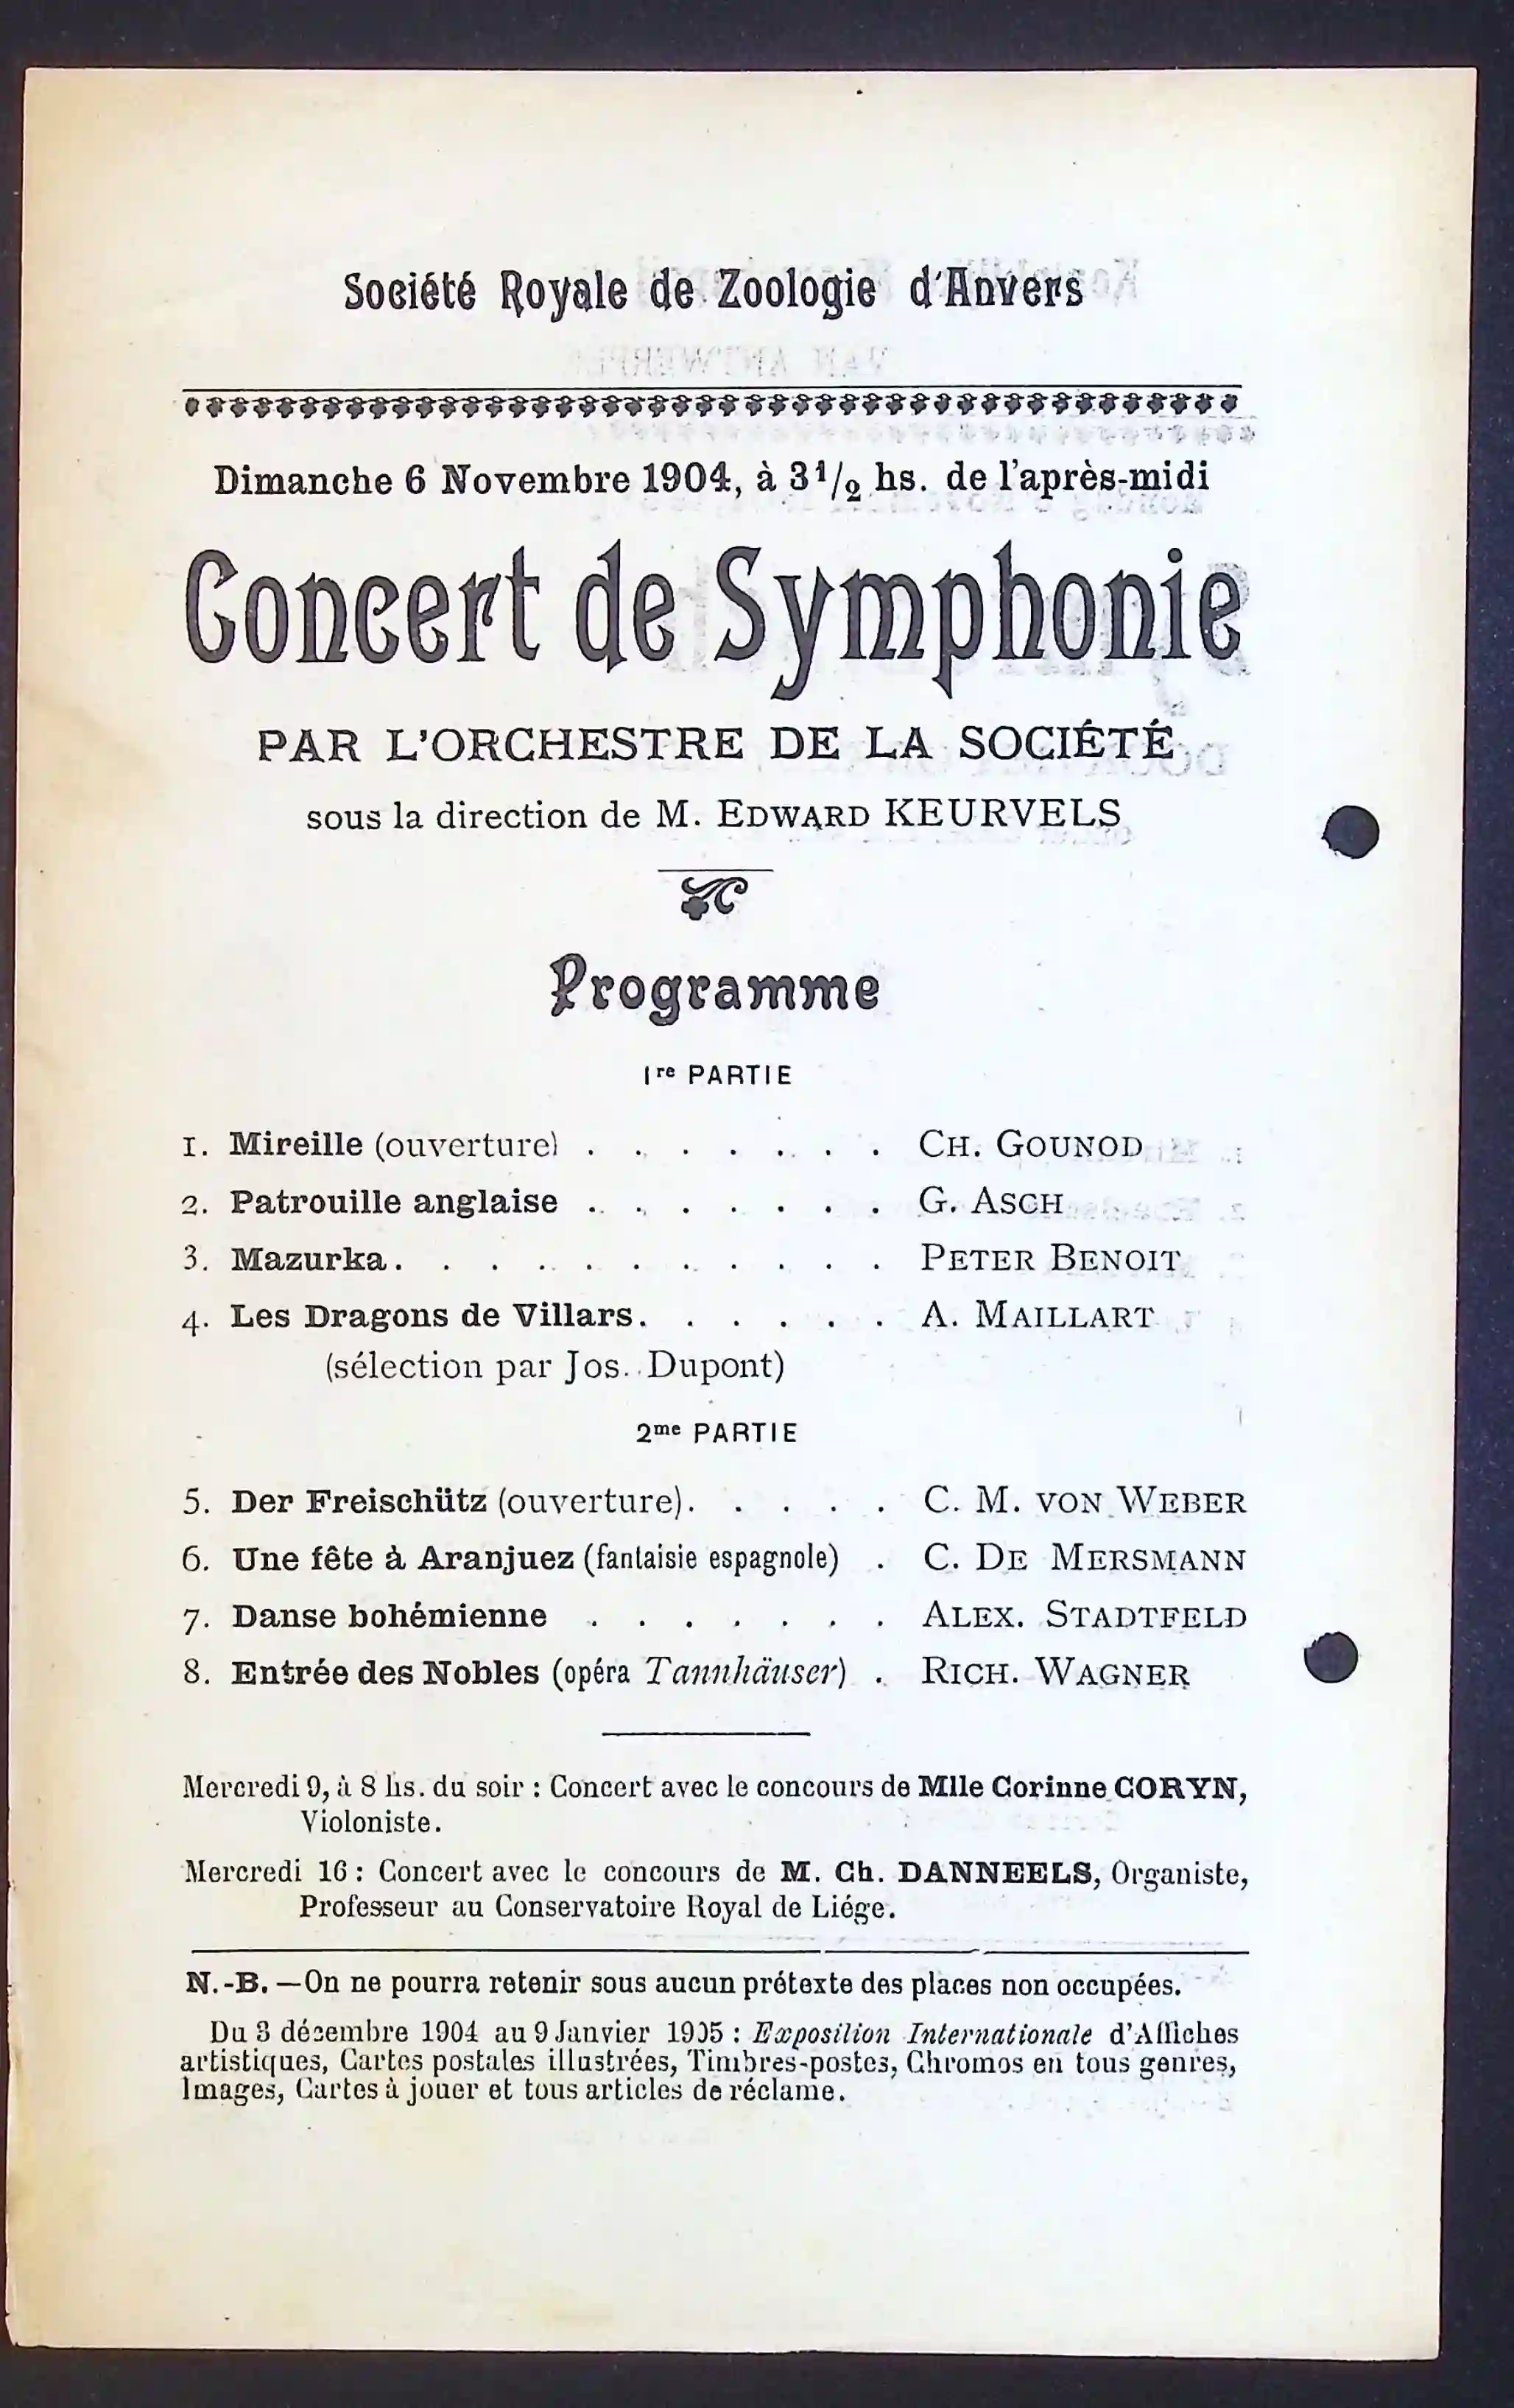 Société Royale de Zoologie d'Anvers
Dimanche 6 Novembre 1904, à 3 1/2 hs. de l'après-midi
Concert de Symphonie
PAR L'ORCHESTRE DE LA SOCIÉTÉ
sous la direction de M. EDWARD KEURVELS
Programme
1re PARTIE
1. Mireille (ouverture) . . . . . . . CH. GOUNOD
2. Patrouille anglaise . . . . . . . G. ASCH
3. Mazurka. . . . . . . . . . . PETER BENOIT
4. Les Dragons de Villars. . . . . . A. MAILLART
(sélection par Jos. Dupont)
2me PARTIE
5. Der Freischütz (ouverture). . . . . C. M. VON WEBER
6. Une fête à Aranjuez (fantaisie espagnole) . C. DE MERSMANN
7. Danse bohémienne . . . . . . . ALEX. STADTFELD
8. Entrée des Nobles (opéra Tannhäuser) . RICH. WAGNER
Mercredi 9, à 8 hs. du soir : Concert avec le concours de Mlle Corinne CORYN,
Violoniste.
Mercredi 16 : Concert avec le concours de M. Ch. DANNEELS, Organiste,
Professeur au Conservatoire Royal de Liége.
N.-B. — On ne pourra retenir sous aucun prétexte des places non occupées.
Du 3 décembre 1904 au 9 Janvier 1905 : Exposition Internationale d'Affiches
artistiques, Cartes postales illustrées, Timbres-postes, Chromos en tous genres,
Images, Cartes à jouer et tous articles de réclame.